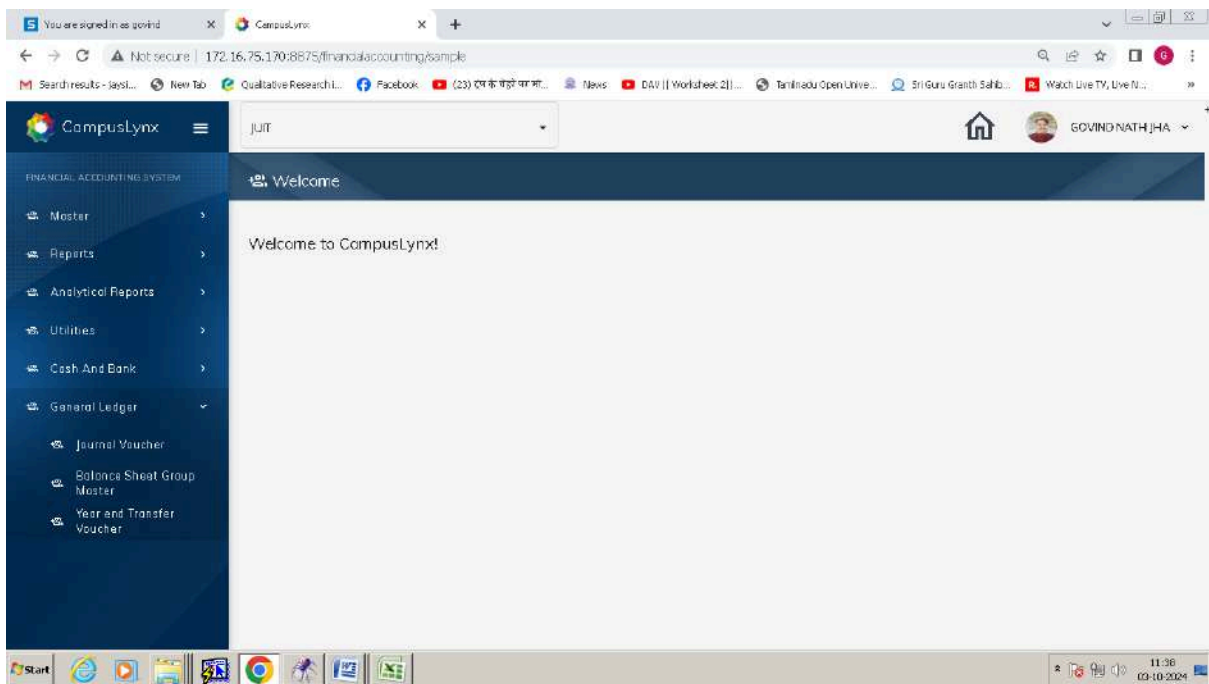 You are signed in as govind
CampusLynx
Not secure | 172.16.75.170:8875/financialaccounting/sample
Search results - jaysi...
New Tab
Qualitative Research i...
Facebook
News
DAV || Worksheet 2||...
Tamilnadu Open Unive...
Sri Guru Granth Sahib...
Watch Live TV, Live N...
CampusLynx
JUIT
GOVIND NATH JHA
FINANCIAL ACCOUNTING SYSTEM
Welcome
Master
Reports
Welcome to CampusLynx!
Analytical Reports
Utilities
Cash And Bank
General Ledger
Journal Voucher
Balance Sheet Group
Master
Year end Transfer
Voucher
Start
11:38
03-10-2024